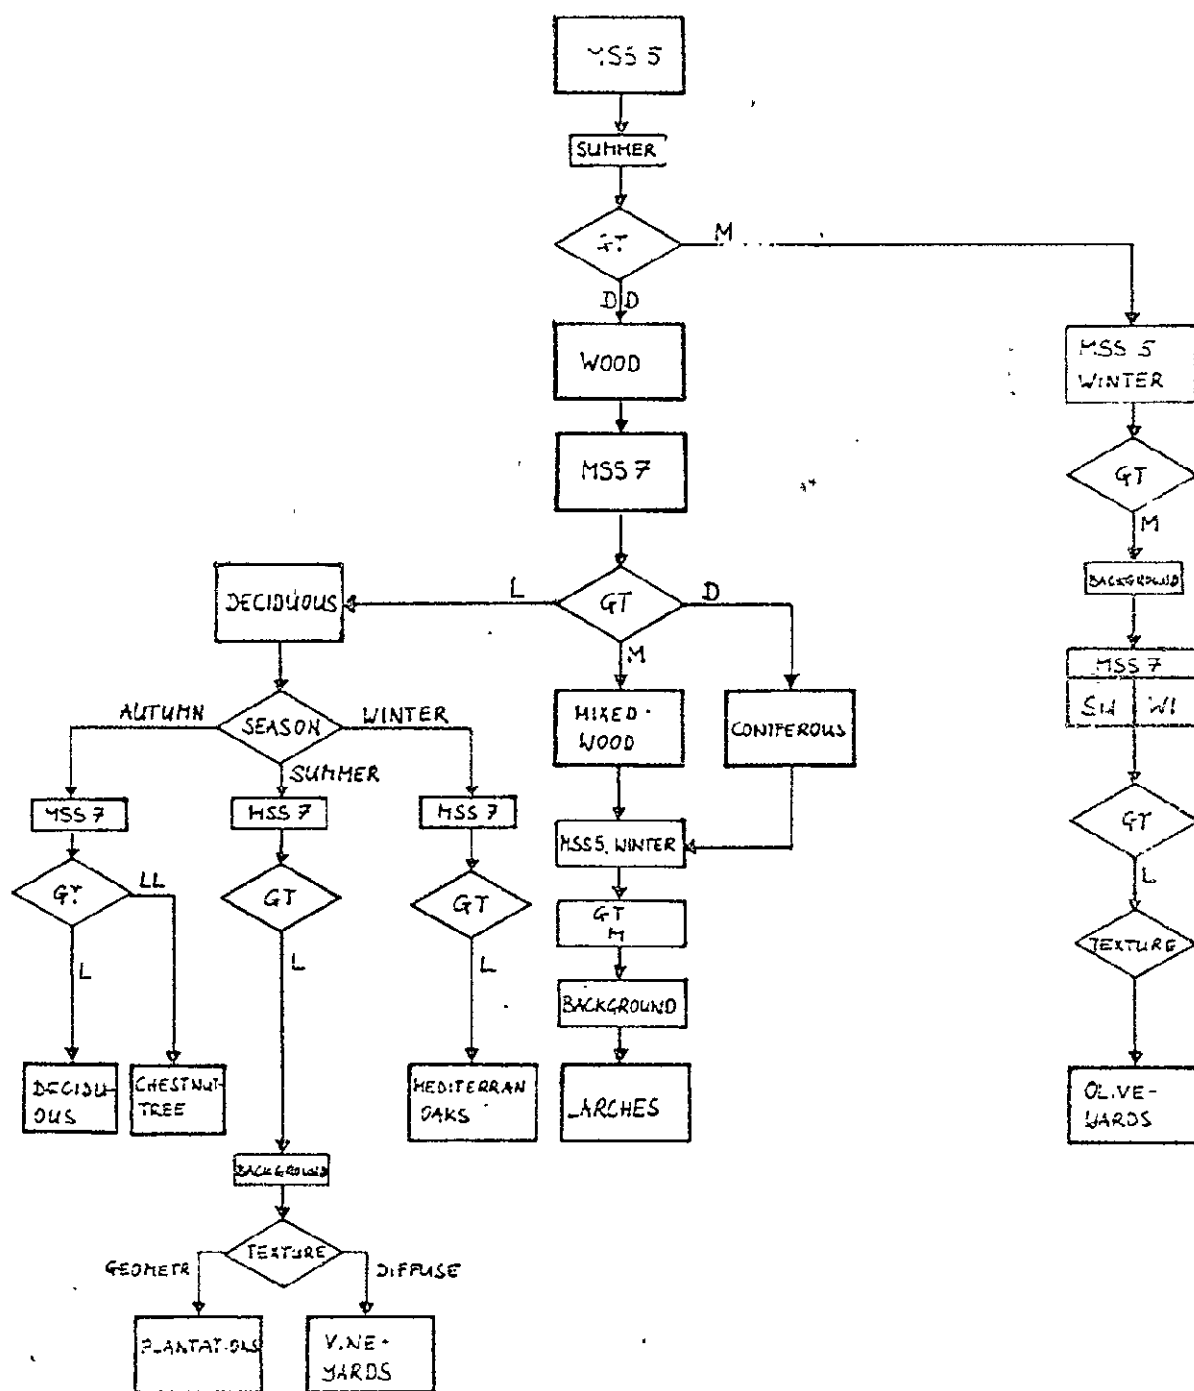 MSS 5
SUMMER
GT
M
DD
WOOD
MSS 5
WINTER
MSS 7
GT
M
DECIDUOUS
L
GT
D
M
BACKGROUND
MSS 7
SU WI
AUTUMN
SEASON
WINTER
SUMMER
MIXED-
WOOD
CONIFEROUS
MSS 7
MSS 7
MSS 7
MSS5, WINTER
GT
L
GT
LL
GT
GT
GT
M
TEXTURE
L
L
L
BACKGROUND
DECIDU-
OUS
CHESTNUT-
TREE
MEDITERRAN
OAKS
LARCHES
OLIVE-
YARDS
BACKGROUND
TEXTURE
GEOMETR
DIFFUSE
PLANTATIONS
VINE-
YARDS